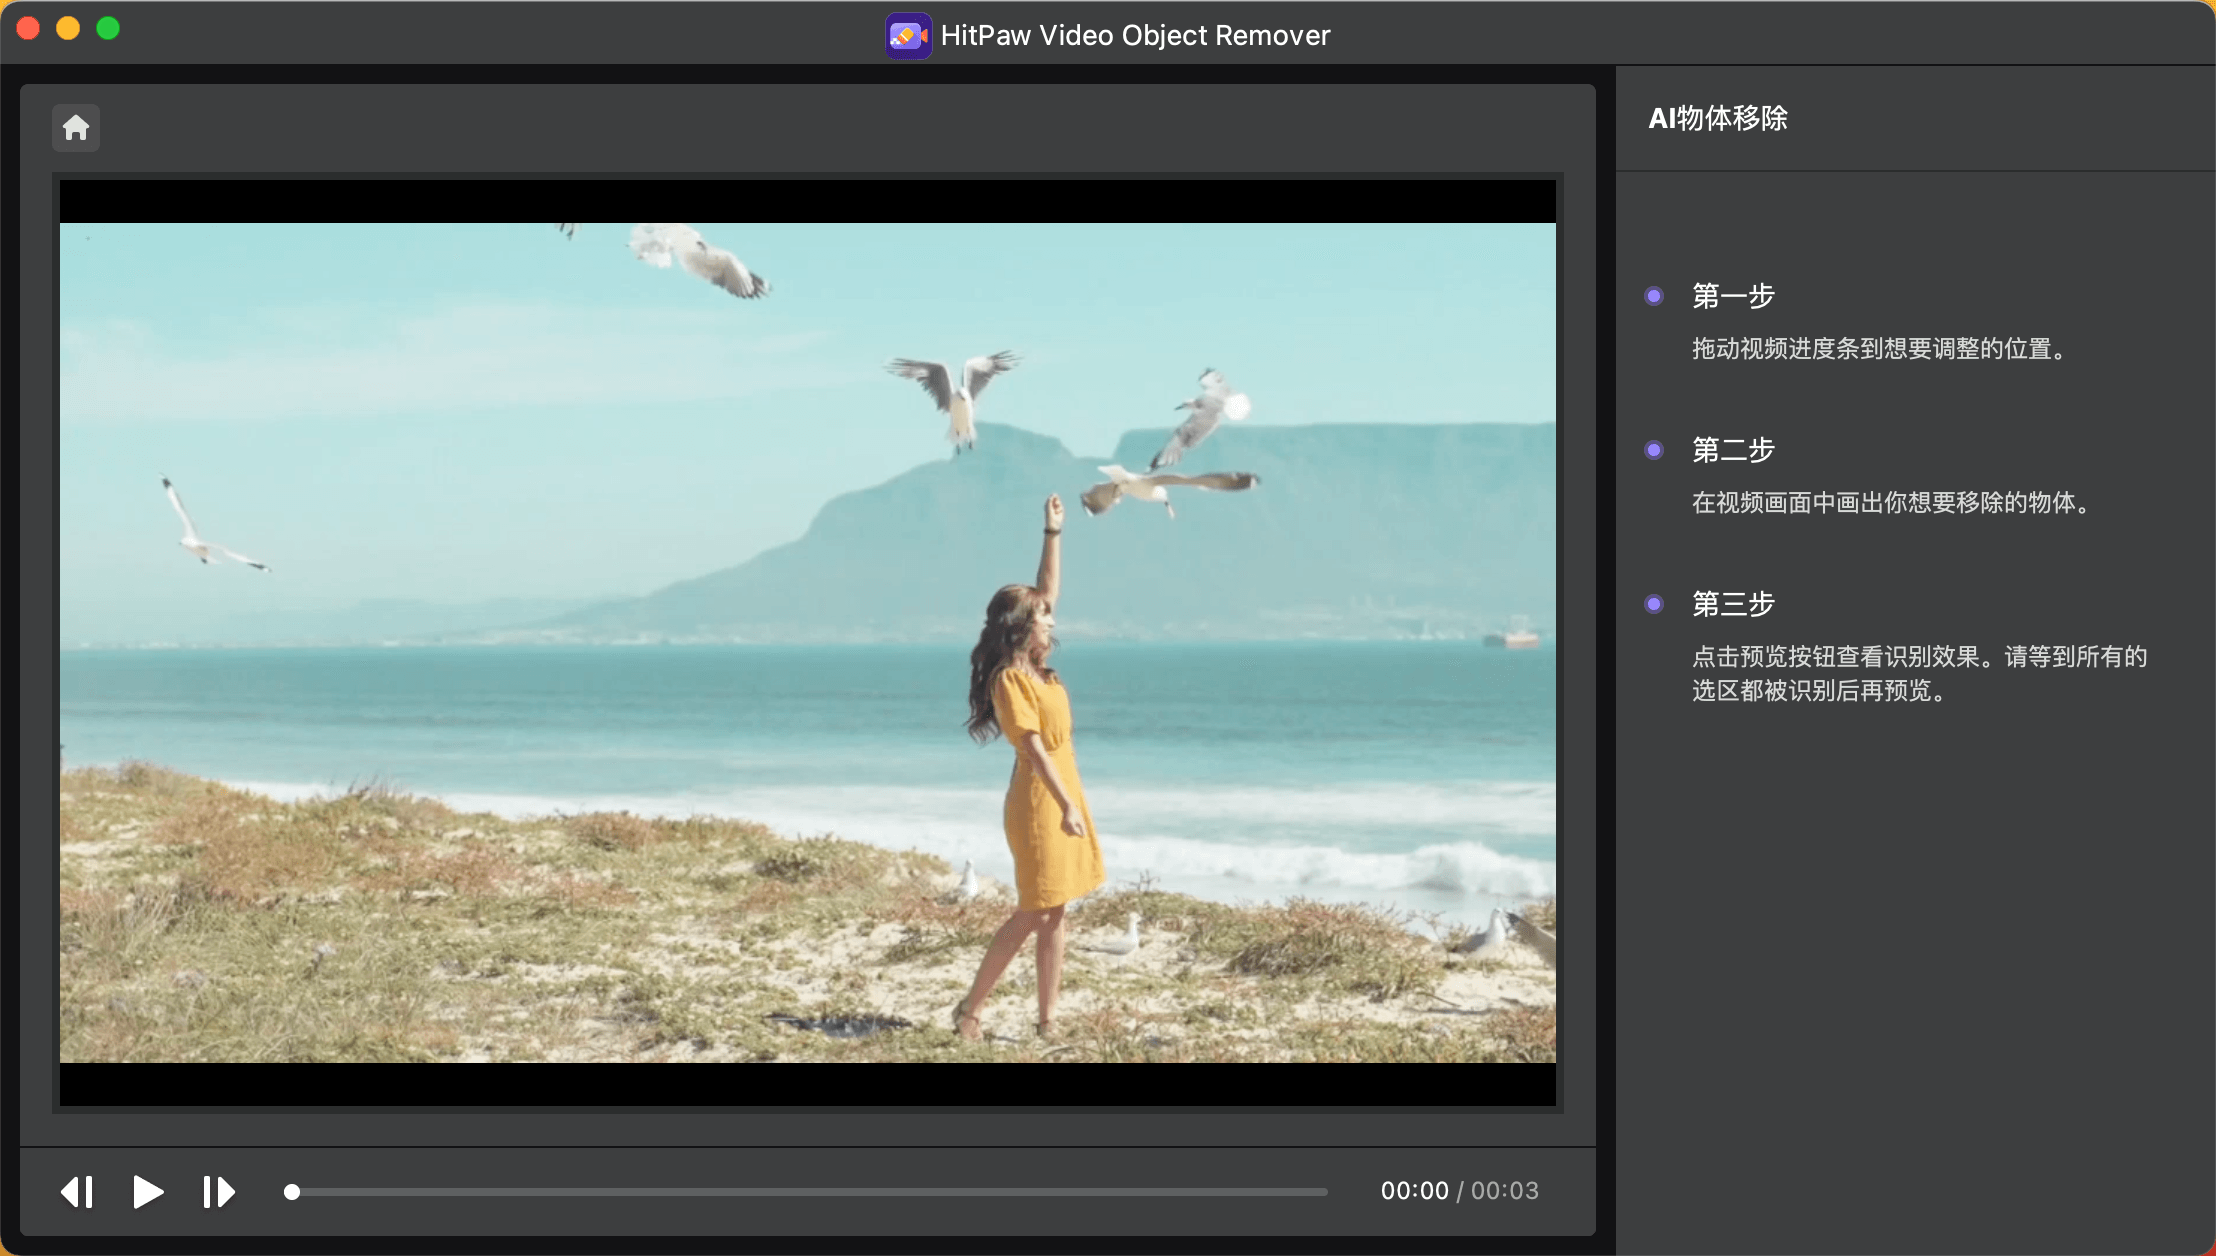 HitPaw Video Object Remover
AI物体移除
第一步
拖动视频进度条到想要调整的位置。
第二步
在视频画面中画出你想要移除的物体。
第三步
点击预览按钮查看识别效果。请等到所有的
选区都被识别后再预览。
00:00 / 00:03